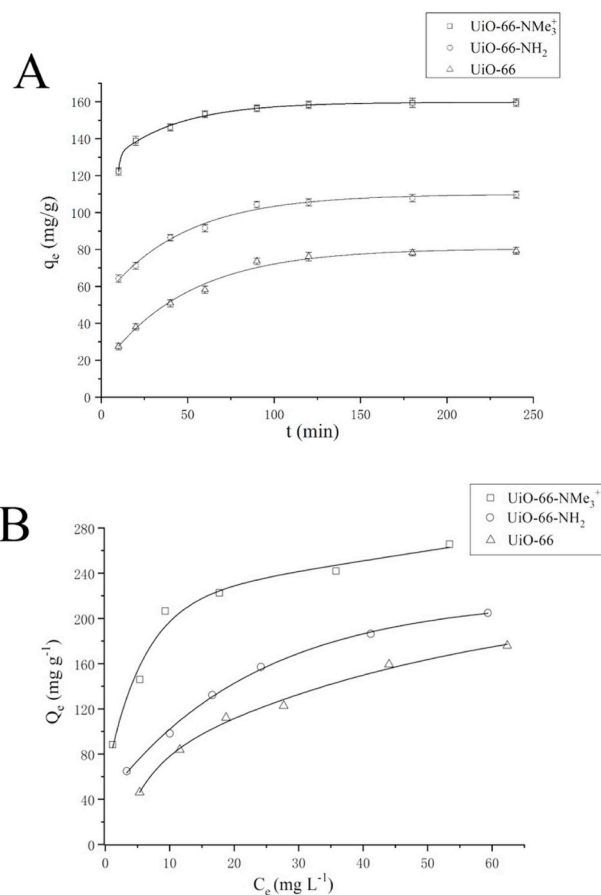 A
UiO-66-NMe₃⁺
UiO-66-NH₂
UiO-66
160
140
120
100
80
60
40
20
0
qₑ (mg/g)
0 50 100 150 200 250
t (min)
B
UiO-66-NMe₃⁺
UiO-66-NH₂
UiO-66
280
240
200
160
120
80
40
0
Qₑ (mg g⁻¹)
0 10 20 30 40 50 60
Cₑ (mg L⁻¹)